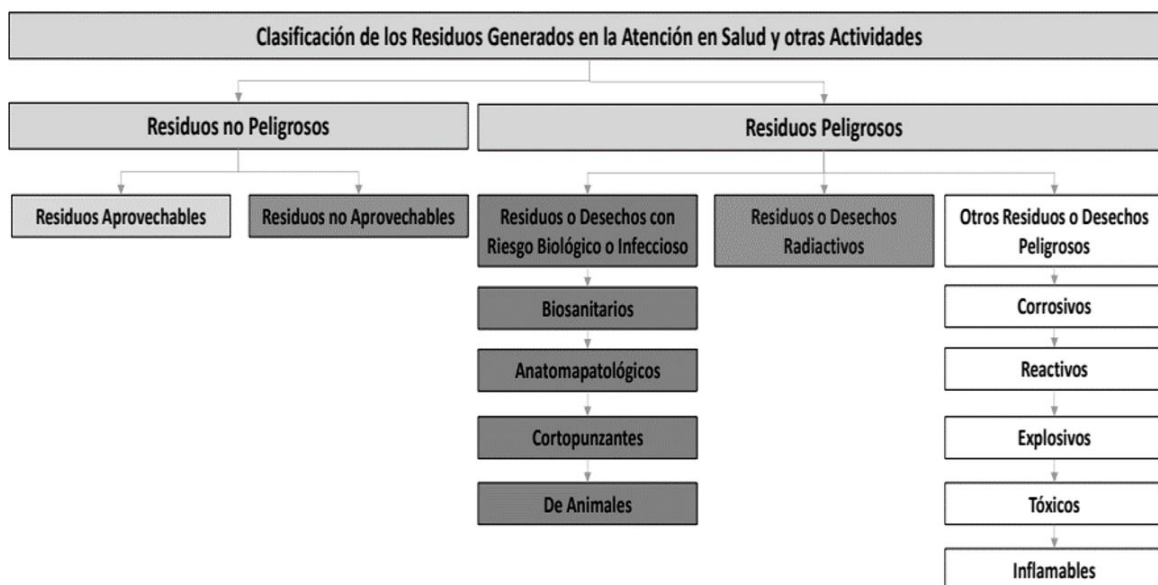 Clasificación de los Residuos Generados en la Atención en Salud y otras Actividades
Residuos no Peligrosos
Residuos Peligrosos
Residuos Aprovechables
Residuos no Aprovechables
Residuos o Desechos con
Riesgo Biológico o Infeccioso
Residuos o Desechos
Radiactivos
Otros Residuos o Desechos
Peligrosos
Biosanitarios
Anatomapatológicos
Cortopunzantes
De Animales
Corrosivos
Reactivos
Explosivos
Tóxicos
Inflamables